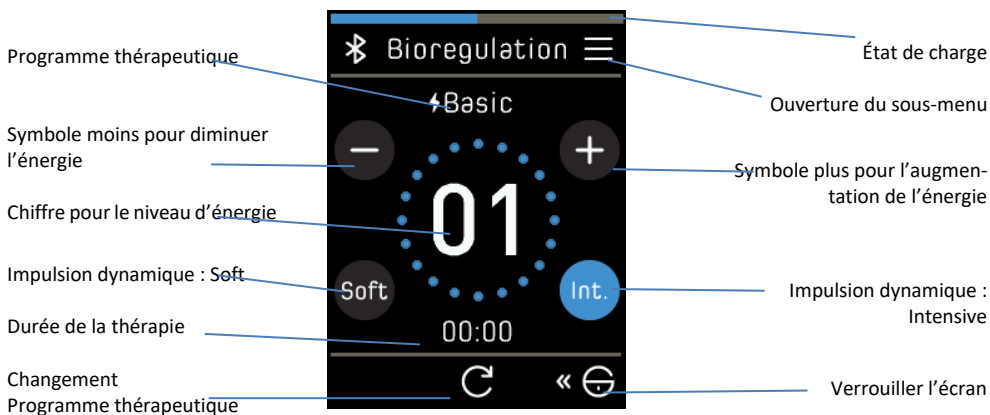 Programme thérapeutique
Symbole moins pour diminuer
l’énergie
Chiffre pour le niveau d’énergie
Impulsion dynamique : Soft
Durée de la thérapie
Changement
Programme thérapeutique
Bioregulation
Basic
01
Soft
Int.
00:00
«
État de charge
Ouverture du sous-menu
Symbole plus pour l’augmen-
tation de l’énergie
Impulsion dynamique :
Intensive
Verrouiller l’écran